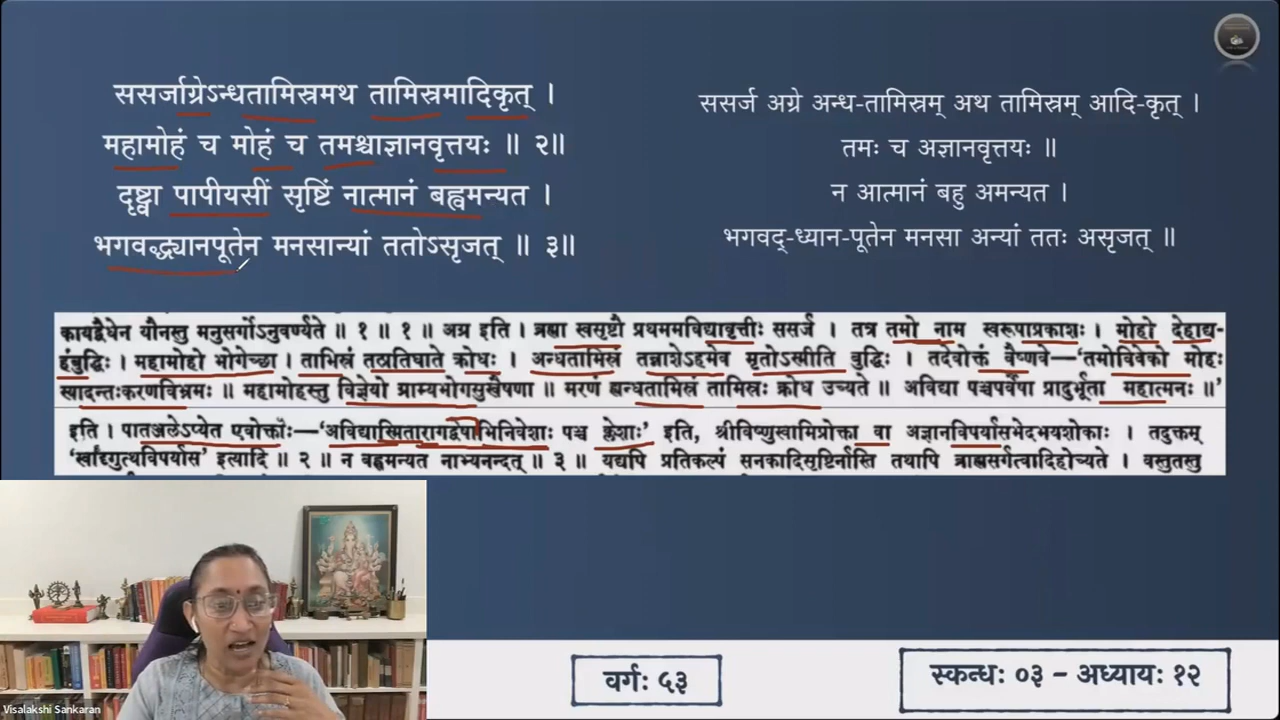 ससर्जाग्रेऽन्धतामिस्रमथ तामिस्रमादिकृत् ।
महामोहं च मोहं च तमश्चाज्ञानवृत्तयः ॥ २॥
दृष्ट्वा पापीयसीं सृष्टिं नात्मानं बह्वमन्यत ।
भगवद्ध्यानपूतेन मनसान्यां ततोऽसृजत् ॥ ३॥
ससर्ज अग्रे अन्ध-तामिस्रम् अथ तामिस्रम् आदि-कृत् ।
तमः च अज्ञानवृत्तयः ॥
न आत्मानं बहु अमन्यत ।
भगवद्-ध्यान-पूतेन मनसा अन्यां ततः असृजत् ॥
कायद्वैधेन यौनस्तु मनुसर्गोऽनुवर्ण्यते ॥ १ ॥ १ ॥ अग्र इति । ब्रह्मा स्वसृष्टौ प्रथममविद्यावृत्तीः ससर्ज । तत्र तमो नाम स्वरूपाप्रकाशः । मोहो देहाद्य-
हंबुद्धिः । महामोहो भोगेच्छा । तामिस्रं तत्प्रतिघाते क्रोधः । अन्धतामिस्रं तन्नाशेऽहमेव मृतोऽस्मीति बुद्धिः । तदेवोक्तं वैष्णवे—‘तमोविवेको मोहः
स्यादन्तःकरणविभ्रमः ॥ महामोहस्तु विज्ञेयो ग्राम्यभोगसुखैषणा ॥ मरणं ह्यन्धतामिस्रं तामिस्रः क्रोध उच्यते ॥ अविद्या पञ्चपर्वैषा प्रादुर्भूता महात्मनः ॥’
इति । पातञ्जलेऽप्येत एवोक्ताः—‘अविद्यास्मितारागद्वेषाभिनिवेशाः पञ्च क्लेशाः’ इति, श्रीविष्णुस्वामिप्रोक्ता वा अज्ञानविपर्यासभेदभयशोकाः । तदुक्तम्
इत्यादि ॥ २ ॥ न बह्वमन्यत नाभ्यनन्दत् ॥ ३ ॥ यद्यपि प्रतिकल्पं सनकादिसृष्टिर्नास्ति तथापि ब्राह्मसर्गत्वादिहोच्यते । वस्तुतस्तु
Visalakshi Sankaran
वर्गः ५३
स्कन्धः ०३ – अध्यायः १२